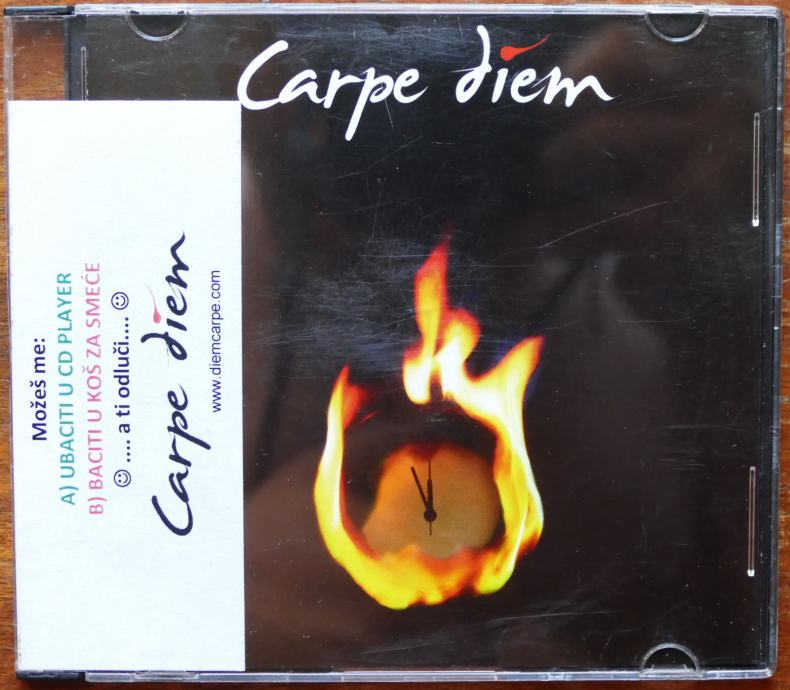 Carpe diem
Možeš me:
A) UBACITI U CD PLAYER
B) BACITI U KOŠ ZA SMEĆE
☺ .... a ti odluči.... ☺
Carpe diem
www.diemcarpe.com